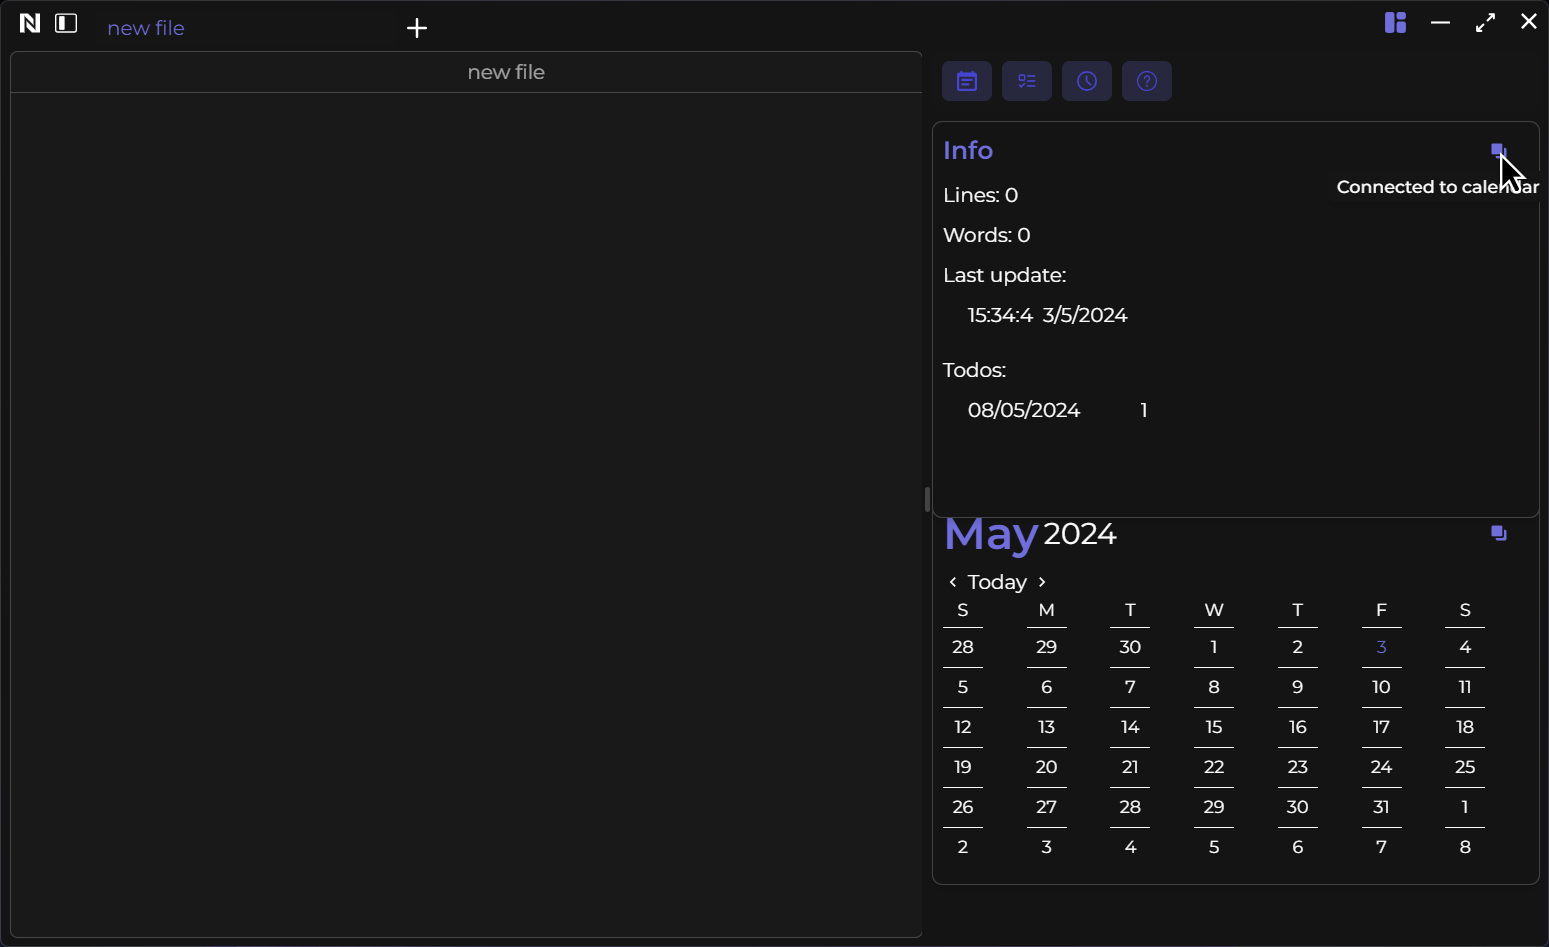 new file
new file
Info
Connected to calendar
Lines: 0
Words: 0
Last update:
15:34:4 3/5/2024
Todos:
08/05/2024 1
May 2024
< Today >
S M T W T F S
28 29 30 1 2 3 4
5 6 7 8 9 10 11
12 13 14 15 16 17 18
19 20 21 22 23 24 25
26 27 28 29 30 31 1
2 3 4 5 6 7 8